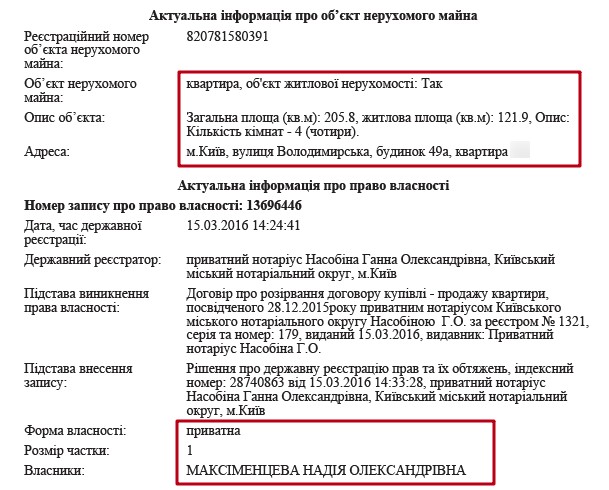 Актуальна інформація про об’єкт нерухомого майна
Реєстраційний номер
об’єкта нерухомого
майна:
820781580391
Об’єкт нерухомого
майна:
квартира, об'єкт житлової нерухомості: Так
Опис об’єкта:
Загальна площа (кв.м): 205.8, житлова площа (кв.м): 121.9, Опис:
Кількість кімнат - 4 (чотири).
Адреса:
м.Київ, вулиця Володимирська, будинок 49а, квартира
Актуальна інформація про право власності
Номер запису про право власності: 13696446
Дата, час державної
реєстрації:
15.03.2016 14:24:41
Державний реєстратор:
приватний нотаріус Насобіна Ганна Олександрівна, Київський
міський нотаріальний округ, м.Київ
Підстава виникнення
права власності:
Договір про розірвання договору купівлі - продажу квартири,
посвідченого 28.12.2015року приватним нотаріусом Київського
міського нотаріального округу Насобіною Г.О. за реєстром № 1321,
серія та номер: 179, виданий 15.03.2016, видавник: Приватний
нотаріус Насобіна Г.О.
Підстава внесення
запису:
Рішення про державну реєстрацію прав та їх обтяжень, індексний
номер: 28740863 від 15.03.2016 14:33:28, приватний нотаріус
Насобіна Ганна Олександрівна, Київський міський нотаріальний
округ, м.Київ
Форма власності:
приватна
Розмір частки:
1
Власники:
МАКСІМЕНЦЕВА НАДІЯ ОЛЕКСАНДРІВНА